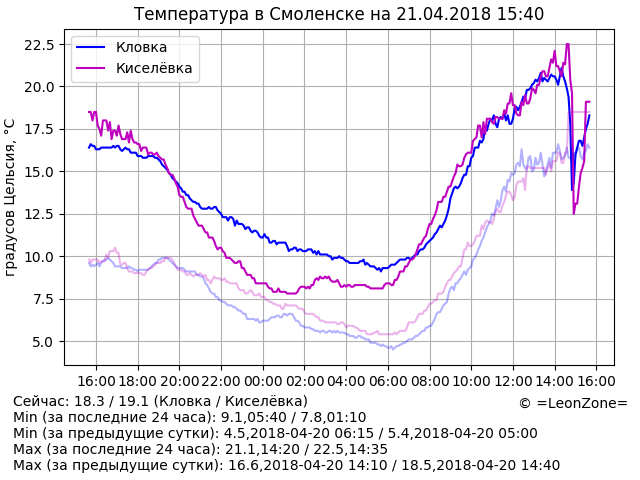 Температура в Смоленске на 21.04.2018 15:40
Кловка
Киселёвка
градусов Цельсия, °C
22.5
20.0
17.5
15.0
12.5
10.0
7.5
5.0
16:00 18:00 20:00 22:00 00:00 02:00 04:00 06:00 08:00 10:00 12:00 14:00 16:00
Сейчас: 18.3 / 19.1 (Кловка / Киселёвка)
© =LeonZone=
Min (за последние 24 часа): 9.1,05:40 / 7.8,01:10
Min (за предыдущие сутки): 4.5,2018-04-20 06:15 / 5.4,2018-04-20 05:00
Max (за последние 24 часа): 21.1,14:20 / 22.5,14:35
Max (за предыдущие сутки): 16.6,2018-04-20 14:10 / 18.5,2018-04-20 14:40